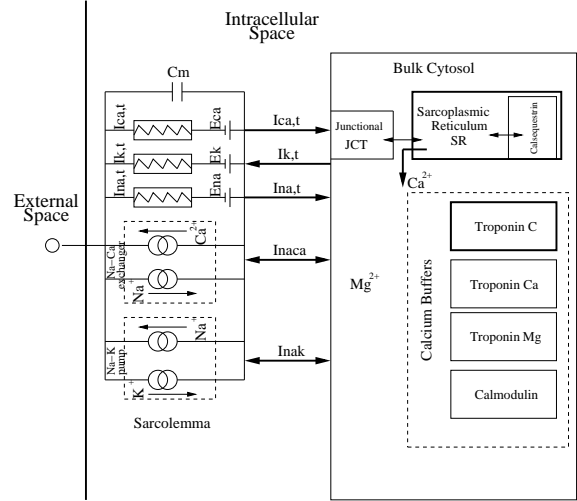 Intracellular
Space
External
Space
Cm
Ica,t
Eca
Ica,t
Ik,t
Ek
Ik,t
Ina,t
Ena
Ina,t
Na−Ca
exchanger
Ca2+
Na+
Inaca
Na−K
pump
Na+
K+
Inak
Sarcolemma
Bulk Cytosol
Junctional
JCT
Sarcoplasmic
Reticulum
SR
Calsequestrin
Ca2+
Mg2+
Calcium Buffers
Troponin C
Troponin Ca
Troponin Mg
Calmodulin